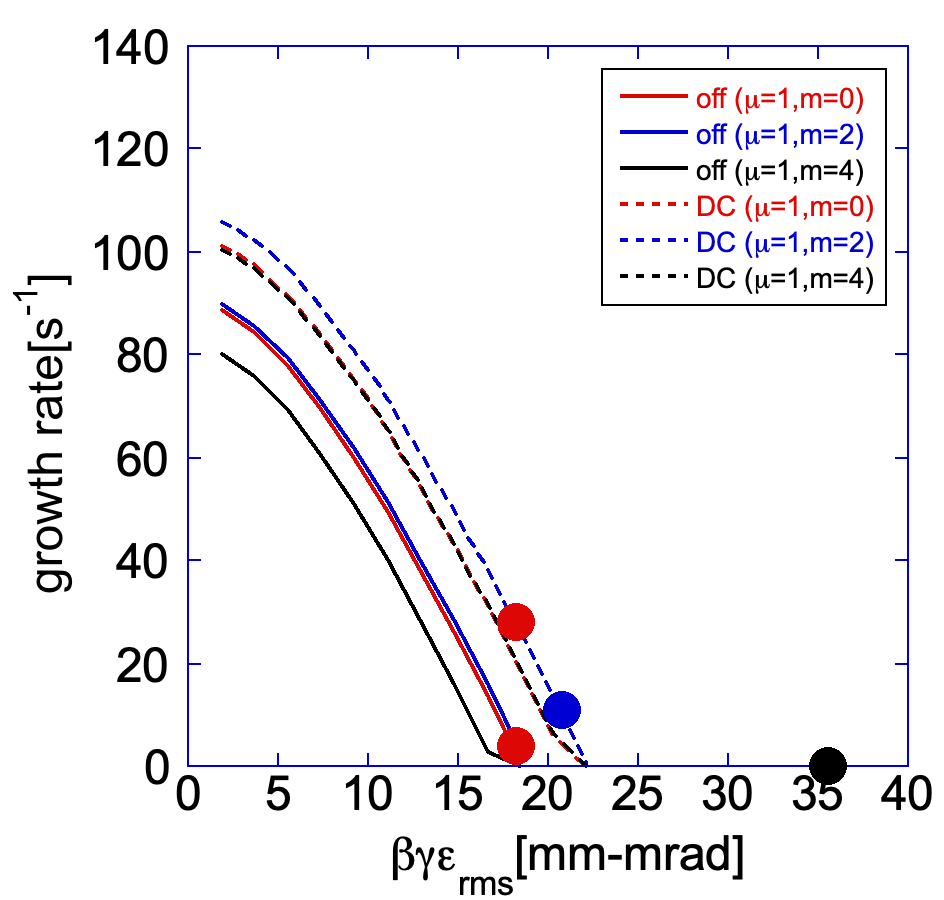 140
120
100
80
60
40
20
0
growth rate[s⁻¹]
off (μ=1,m=0)
off (μ=1,m=2)
off (μ=1,m=4)
DC (μ=1,m=0)
DC (μ=1,m=2)
DC (μ=1,m=4)
0 5 10 15 20 25 30 35 40
βγε_rms[mm-mrad]